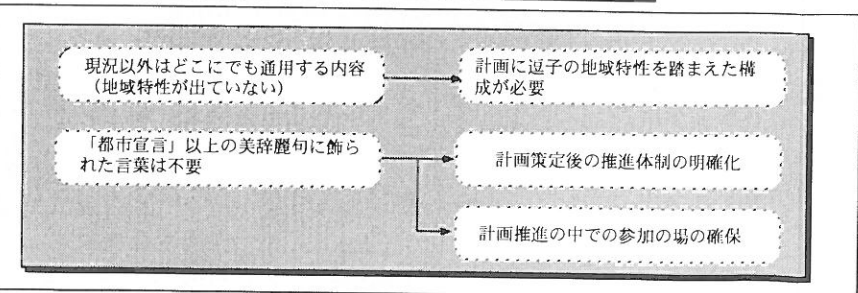 現況以外はどこにでも通用する内容
（地域特性が出ていない）
計画に逗子の地域特性を踏まえた構
成が必要
「都市宣言」以上の美辞麗句に飾ら
れた言葉は不要
計画策定後の推進体制の明確化
計画推進の中での参加の場の確保